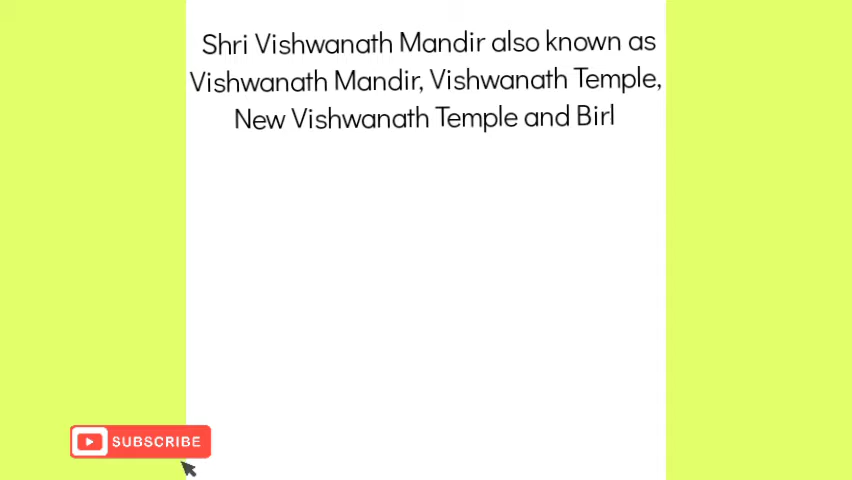 Shri Vishwanath Mandir also known as
Vishwanath Mandir, Vishwanath Temple,
New Vishwanath Temple and Birl
SUBSCRIBE